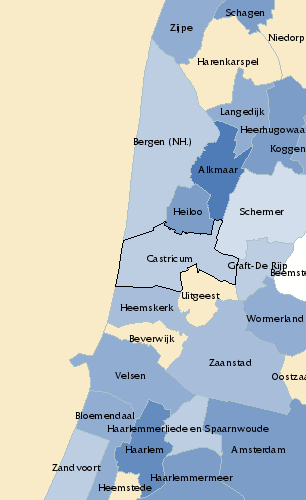 Schagen
Zijpe
Niedorp
Harenkarspel
Langedijk
Heerhugowaa
Bergen (NH.)
Koggen
Alkmaar
Heiloo
Schermer
Castricum
Graft-De Rijp
Beemste
Uitgeest
Heemskerk
Wormerland
Beverwijk
Zaanstad
Velsen
Oostzaa
Bloemendaal
Haarlemmerliede en Spaarnwoude
Haarlem
Amsterdam
Zandvoort
Haarlemmermeer
Heemstede